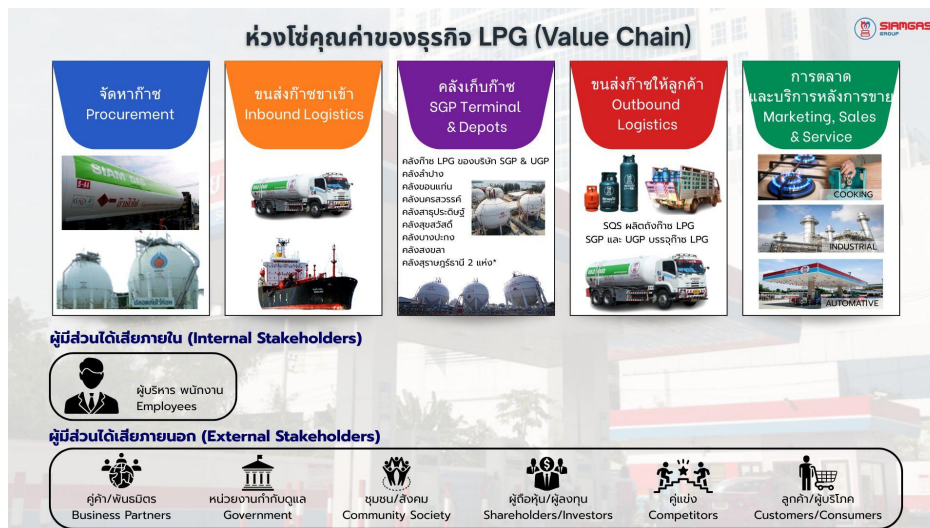 ห่วงโซ่คุณค่าของธุรกิจ LPG (Value Chain)
SIAMGAS
GROUP
จัดหาก๊าซ
Procurement
SIAM GAS
ขนส่งก๊าซขาเข้า
Inbound Logistics
คลังเก็บก๊าซ
SGP Terminal
& Depots
คลังก๊าซ LPG ของบริษัท SGP & UGP
คลังลำปาง
คลังขอนแก่น
คลังนครสวรรค์
คลังสาธุประดิษฐ์
คลังสุขสวัสดิ์
คลังบางปะกง
คลังสงขลา
คลังสุราษฎร์ธานี 2 แห่ง*
ขนส่งก๊าซให้ลูกค้า
Outbound
Logistics
SQS ผลิตถังก๊าซ LPG
SGP และ UGP บรรจุก๊าซ LPG
การตลาด
และบริการหลังการขาย
Marketing, Sales
& Service
COOKING
INDUSTRIAL
AUTOMATIVE
ผู้มีส่วนได้เสียภายใน (Internal Stakeholders)
ผู้บริหาร พนักงาน
Employees
ผู้มีส่วนได้เสียภายนอก (External Stakeholders)
คู่ค้า/พันธมิตร
Business Partners
หน่วยงานกำกับดูแล
Government
ชุมชน/สังคม
Community Society
ผู้ถือหุ้น/ผู้ลงทุน
Shareholders/Investors
คู่แข่ง
Competitors
ลูกค้า/ผู้บริโภค
Customers/Consumers